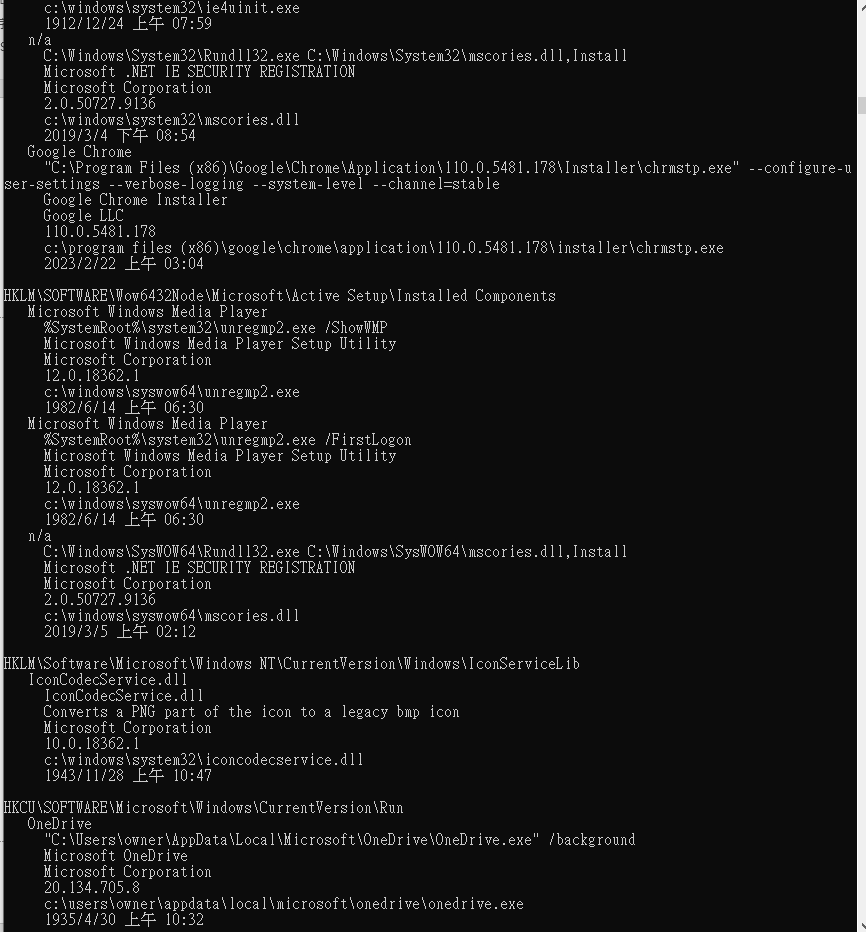 c:\windows\system32\ie4uinit.exe
1912/12/24 上午 07:59
n/a
C:\Windows\System32\Rundll32.exe C:\Windows\System32\mscories.dll,Install
Microsoft .NET IE SECURITY REGISTRATION
Microsoft Corporation
2.0.50727.9136
c:\windows\system32\mscories.dll
2019/3/4 下午 08:54
Google Chrome
"C:\Program Files (x86)\Google\Chrome\Application\110.0.5481.178\Installer\chrmstp.exe" --configure-u
ser-settings --verbose-logging --system-level --channel=stable
Google Chrome Installer
Google LLC
110.0.5481.178
c:\program files (x86)\google\chrome\application\110.0.5481.178\installer\chrmstp.exe
2023/2/22 上午 03:04
HKLM\SOFTWARE\Wow6432Node\Microsoft\Active Setup\Installed Components
Microsoft Windows Media Player
%SystemRoot%\system32\unregmp2.exe /ShowWMP
Microsoft Windows Media Player Setup Utility
Microsoft Corporation
12.0.18362.1
c:\windows\syswow64\unregmp2.exe
1982/6/14 上午 06:30
Microsoft Windows Media Player
%SystemRoot%\system32\unregmp2.exe /FirstLogon
Microsoft Windows Media Player Setup Utility
Microsoft Corporation
12.0.18362.1
c:\windows\syswow64\unregmp2.exe
1982/6/14 上午 06:30
n/a
C:\Windows\SysWOW64\Rundll32.exe C:\Windows\SysWOW64\mscories.dll,Install
Microsoft .NET IE SECURITY REGISTRATION
Microsoft Corporation
2.0.50727.9136
c:\windows\syswow64\mscories.dll
2019/3/5 上午 02:12
HKLM\Software\Microsoft\Windows NT\CurrentVersion\Windows\IconServiceLib
IconCodecService.dll
IconCodecService.dll
Converts a PNG part of the icon to a legacy bmp icon
Microsoft Corporation
10.0.18362.1
c:\windows\system32\iconcodecservice.dll
1943/11/28 上午 10:47
HKCU\SOFTWARE\Microsoft\Windows\CurrentVersion\Run
OneDrive
"C:\Users\owner\AppData\Local\Microsoft\OneDrive\OneDrive.exe" /background
Microsoft OneDrive
Microsoft Corporation
20.134.705.8
c:\users\owner\appdata\local\microsoft\onedrive\onedrive.exe
1935/4/30 上午 10:32